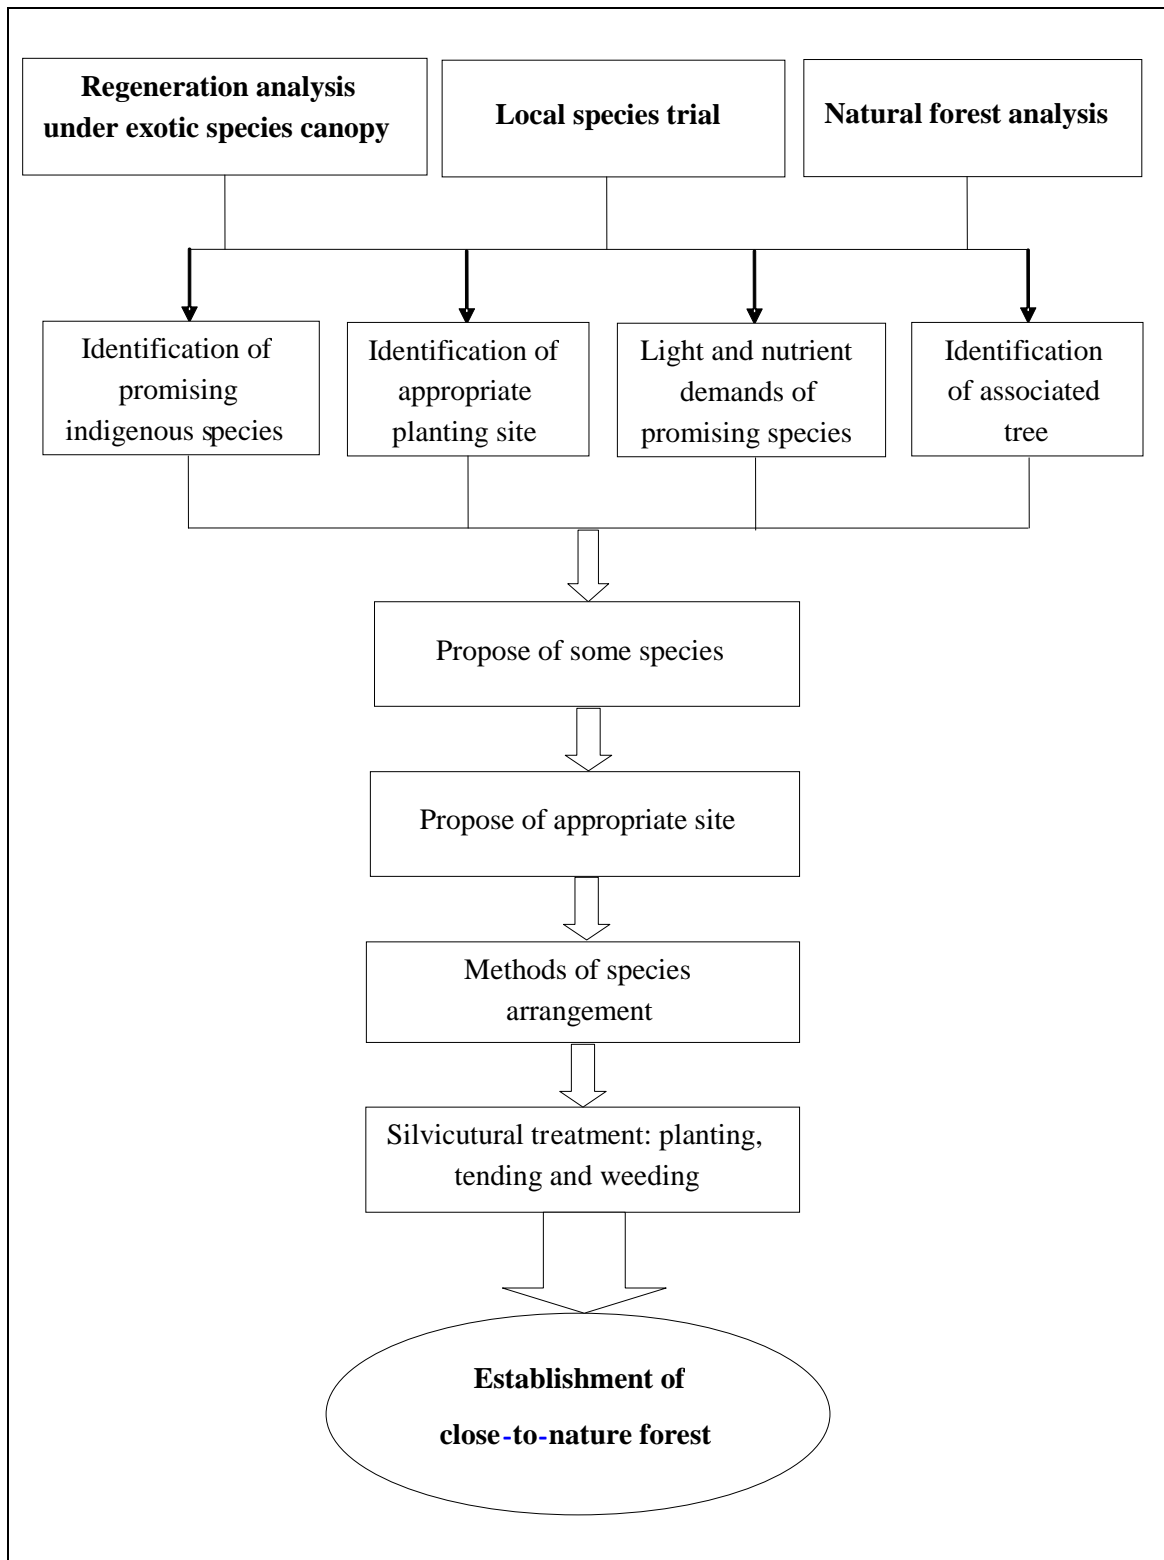 Regeneration analysis
under exotic species canopy
Local species trial
Natural forest analysis
Identification of
promising
indigenous species
Identification of
appropriate
planting site
Light and nutrient
demands of
promising species
Identification
of associated
tree
Propose of some species
Propose of appropriate site
Methods of species
arrangement
Silvicutural treatment: planting,
tending and weeding
Establishment of
close-to-nature forest